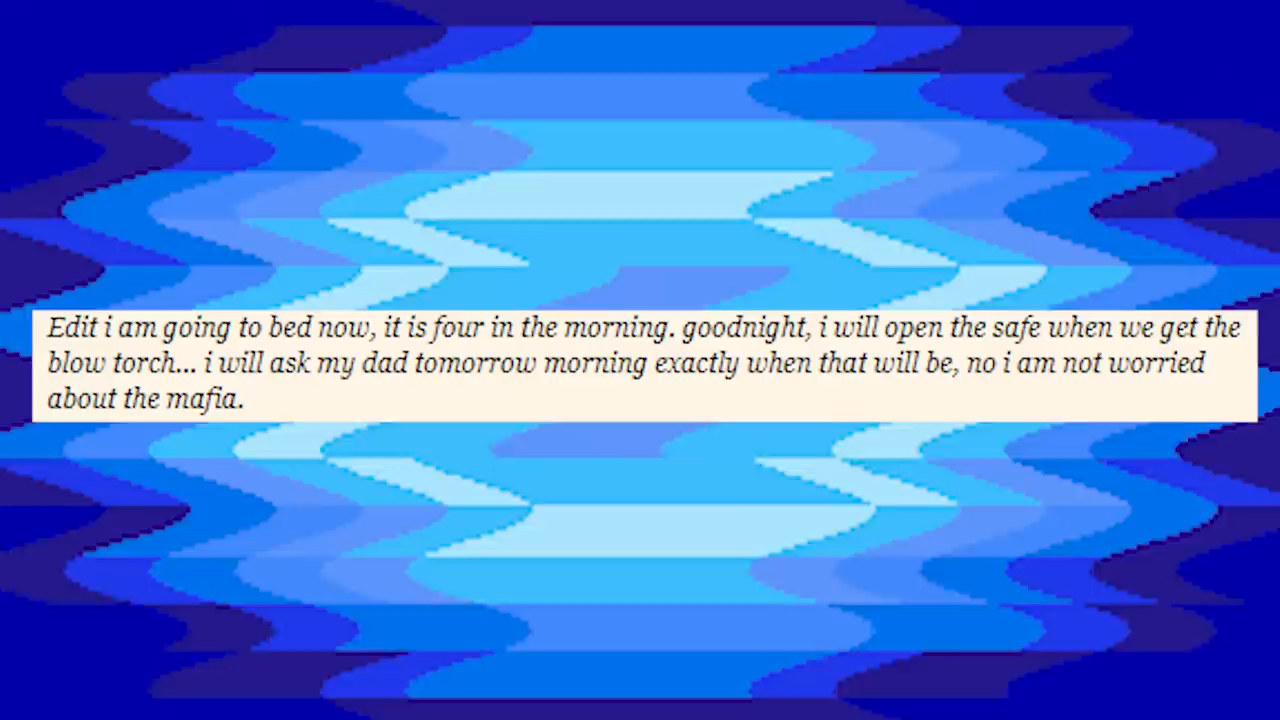 Edit i am going to bed now, it is four in the morning. goodnight, i will open the safe when we get the
blow torch... i will ask my dad tomorrow morning exactly when that will be, no i am not worried
about the mafia.